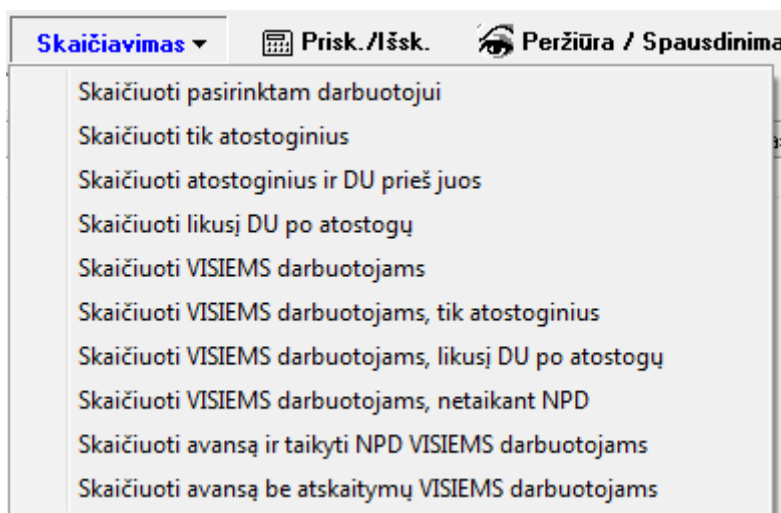 Skaičiavimas Prisk./Išsk. Peržiūra / Spausdinima
Skaičiuoti pasirinktam darbuotojui
Skaičiuoti tik atostoginius
Skaičiuoti atostoginius ir DU prieš juos
Skaičiuoti likusį DU po atostogų
Skaičiuoti VISIEMS darbuotojams
Skaičiuoti VISIEMS darbuotojams, tik atostoginius
Skaičiuoti VISIEMS darbuotojams, likusį DU po atostogų
Skaičiuoti VISIEMS darbuotojams, netaikant NPD
Skaičiuoti avansą ir taikyti NPD VISIEMS darbuotojams
Skaičiuoti avansą be atskaitymų VISIEMS darbuotojams